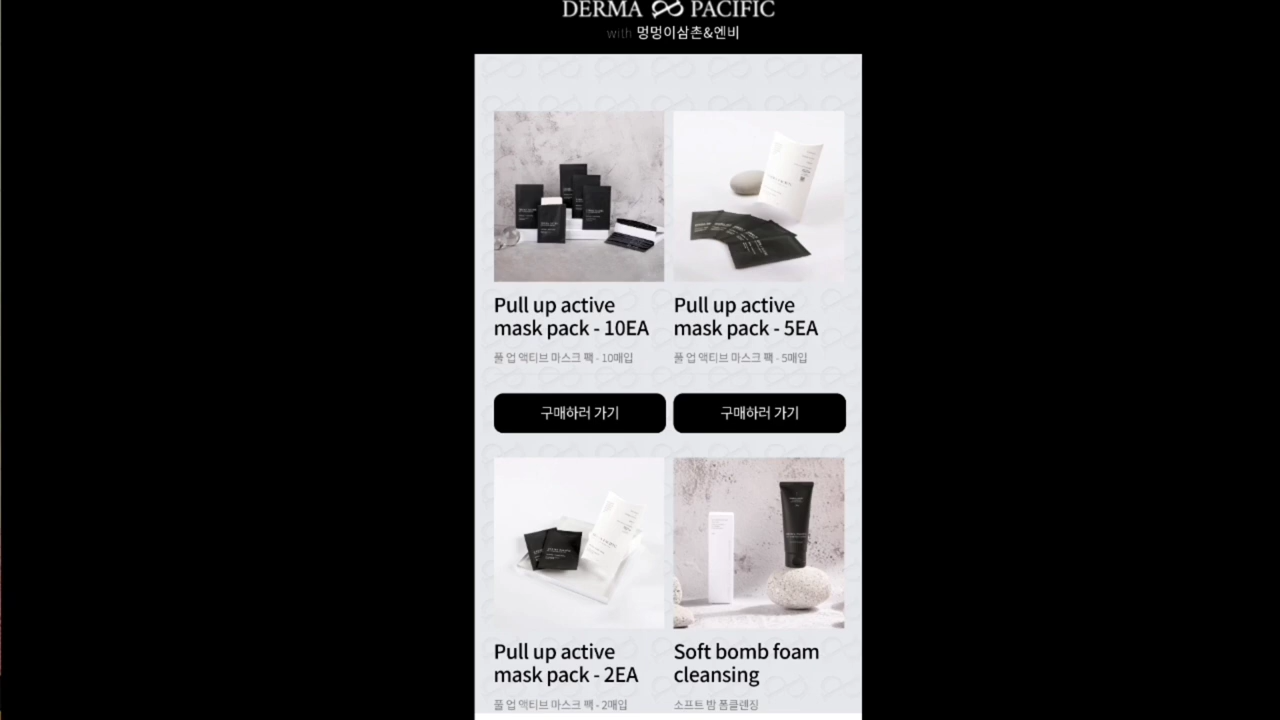 DERMA PACIFIC
with 멍멍이삼촌&엔비
Pull up active
mask pack - 10EA
풀 업 액티브 마스크 팩 - 10매입
구매하러 가기
Pull up active
mask pack - 5EA
풀 업 액티브 마스크 팩 - 5매입
구매하러 가기
Pull up active
mask pack - 2EA
풀 업 액티브 마스크 팩 - 2매입
Soft bomb foam
cleansing
소프트 밤 폼클렌징